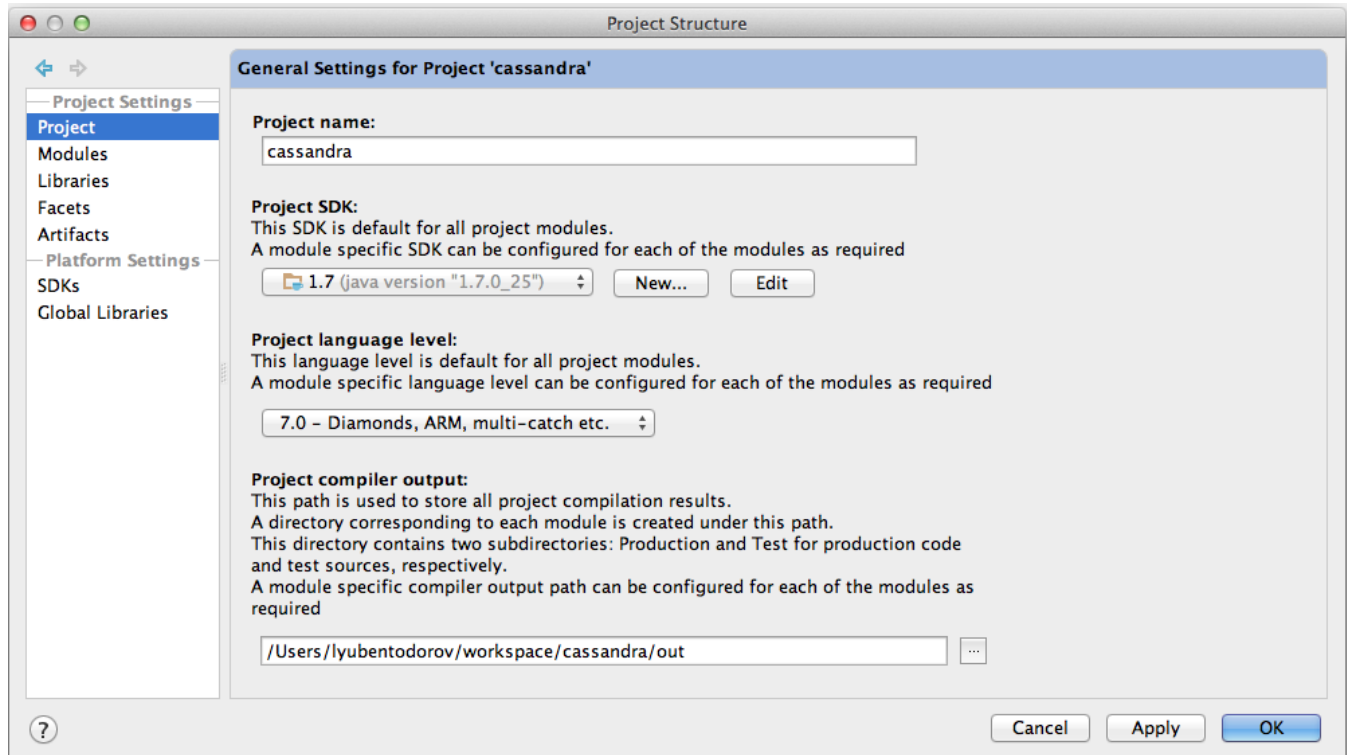 Project Structure
Project Settings
Project
Modules
Libraries
Facets
Artifacts
Platform Settings
SDKs
Global Libraries
General Settings for Project 'cassandra'
Project name:
cassandra
Project SDK:
This SDK is default for all project modules.
A module specific SDK can be configured for each of the modules as required
1.7 (java version "1.7.0_25")
New...
Edit
Project language level:
This language level is default for all project modules.
A module specific language level can be configured for each of the modules as required
7.0 – Diamonds, ARM, multi-catch etc.
Project compiler output:
This path is used to store all project compilation results.
A directory corresponding to each module is created under this path.
This directory contains two subdirectories: Production and Test for production code
and test sources, respectively.
A module specific compiler output path can be configured for each of the modules as
required
/Users/lyubentodorov/workspace/cassandra/out
...
?
Cancel
Apply
OK